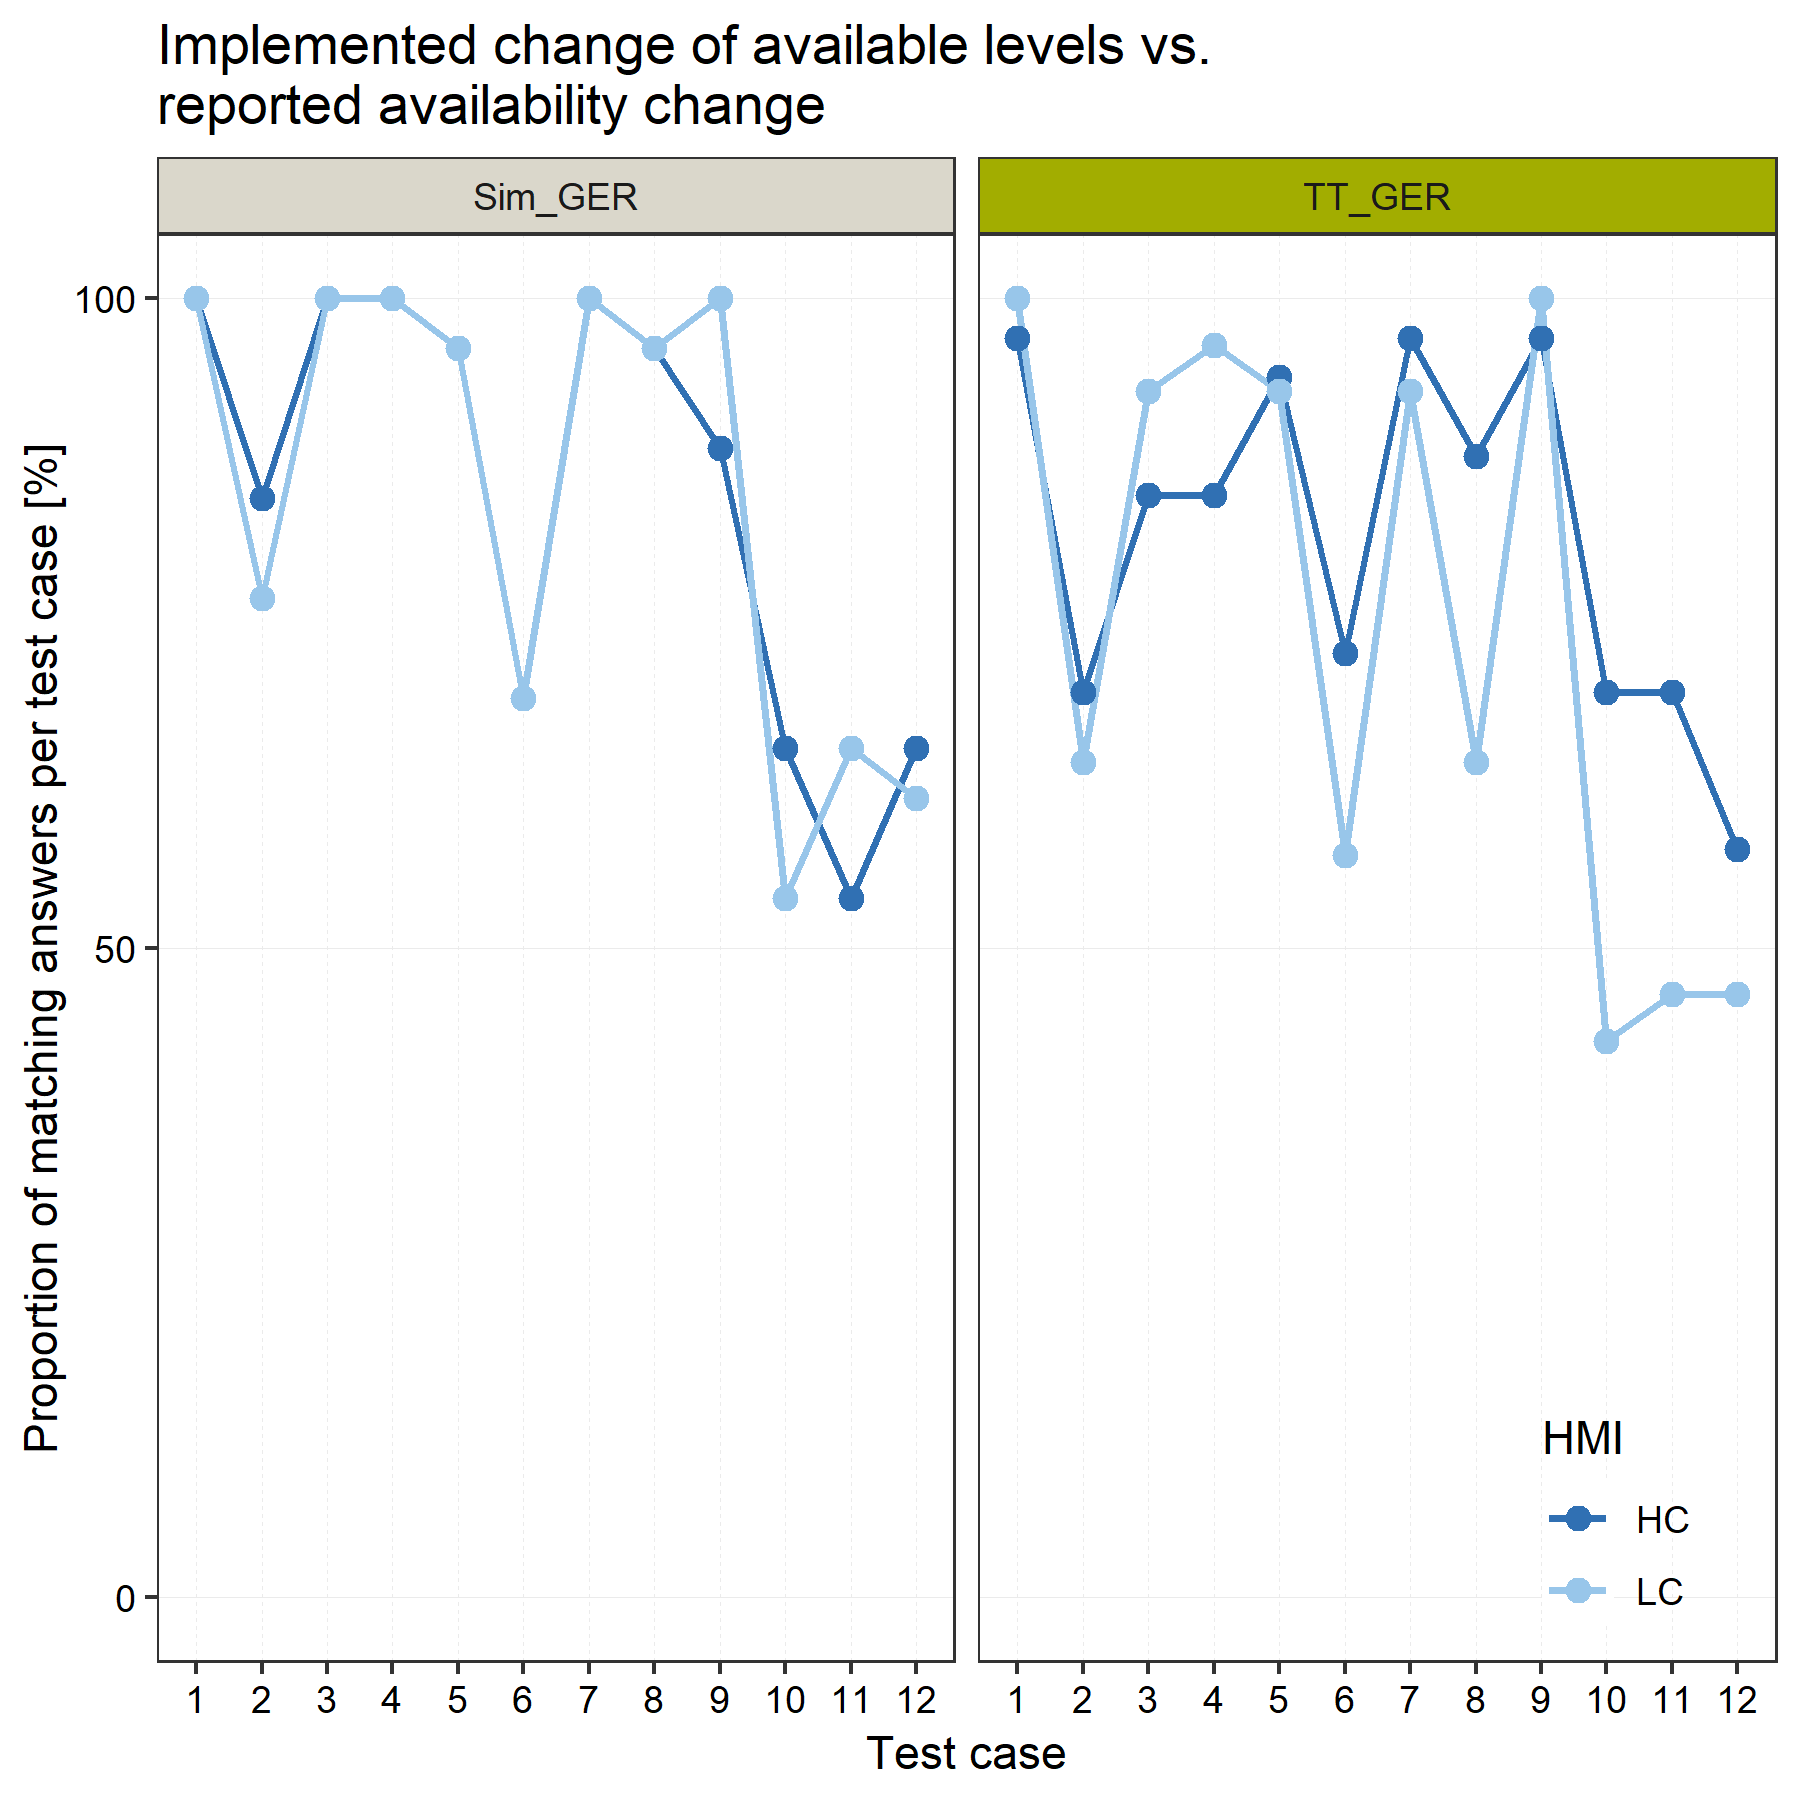 Implemented change of available levels vs.
reported availability change
Sim_GER
TT_GER
Proportion of matching answers per test case [%]
100
50
0
HMI
HC
LC
1 2 3 4 5 6 7 8 9 10 11 12
1 2 3 4 5 6 7 8 9 10 11 12
Test case